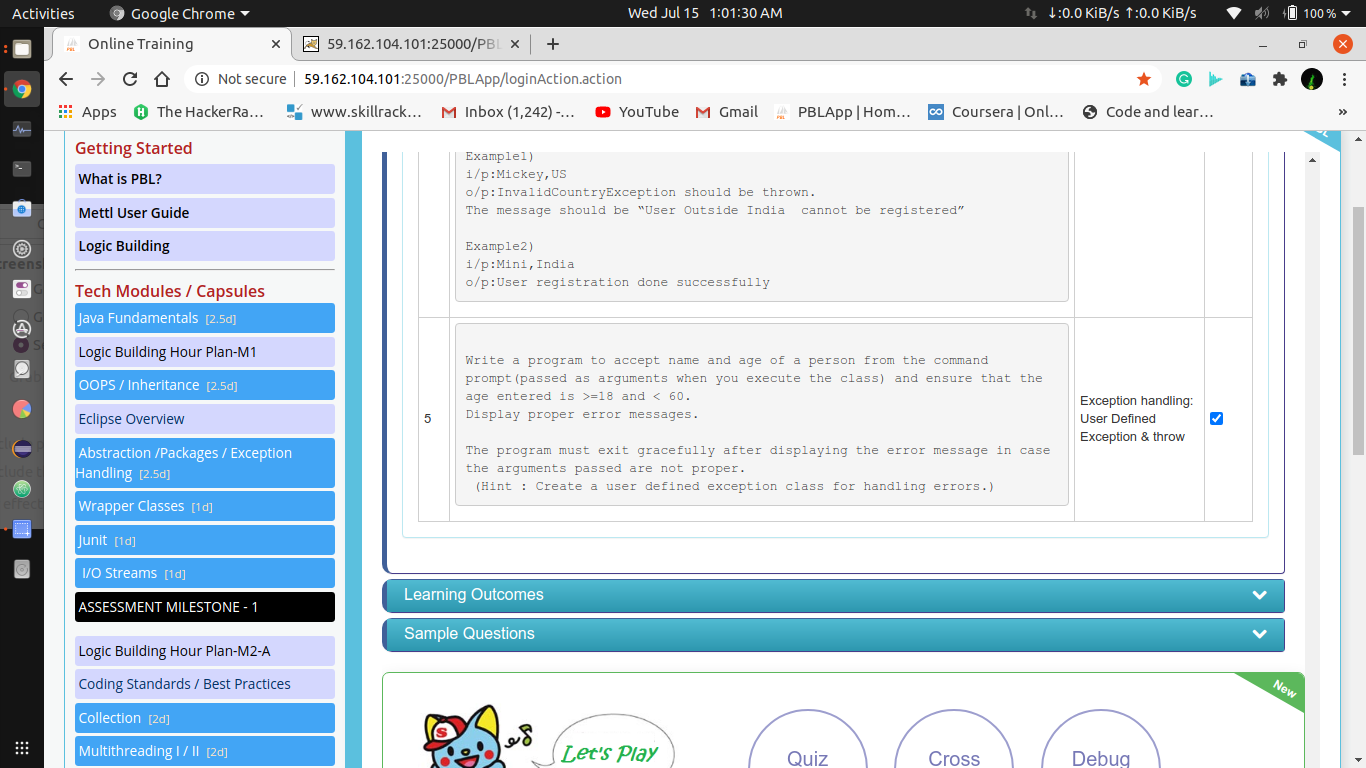 Activities
Google Chrome
Wed Jul 15 1:01:30 AM
↓:0.0 KiB/s ↑:0.0 KiB/s
100 %
Online Training
59.162.104.101:25000/PBL
Not secure
59.162.104.101:25000/PBLApp/loginAction.action
Apps
The HackerRa...
www.skillrack...
Inbox (1,242) -...
YouTube
Gmail
PBLApp | Hom...
Coursera | Onl...
Code and lear...
»
Getting Started
What is PBL?
Mettl User Guide
Logic Building
Tech Modules / Capsules
Java Fundamentals [2.5d]
Logic Building Hour Plan-M1
OOPS / Inheritance [2.5d]
Eclipse Overview
Abstraction /Packages / Exception
Handling [2.5d]
Wrapper Classes [1d]
Junit [1d]
I/O Streams [1d]
ASSESSMENT MILESTONE - 1
Logic Building Hour Plan-M2-A
Coding Standards / Best Practices
Collection [2d]
Multithreading I / II [2d]
Example1)
i/p:Mickey,US
o/p:InvalidCountryException should be thrown.
The message should be “User Outside India  cannot be registered”
Example2)
i/p:Mini,India
o/p:User registration done successfully
5
Write a program to accept name and age of a person from the command
prompt(passed as arguments when you execute the class) and ensure that the
age entered is >=18 and < 60.
Display proper error messages.
The program must exit gracefully after displaying the error message in case
the arguments passed are not proper.
(Hint : Create a user defined exception class for handling errors.)
Exception handling:
User Defined
Exception & throw
Learning Outcomes
Sample Questions
New
S
Let's Play
Quiz
Cross
Debug